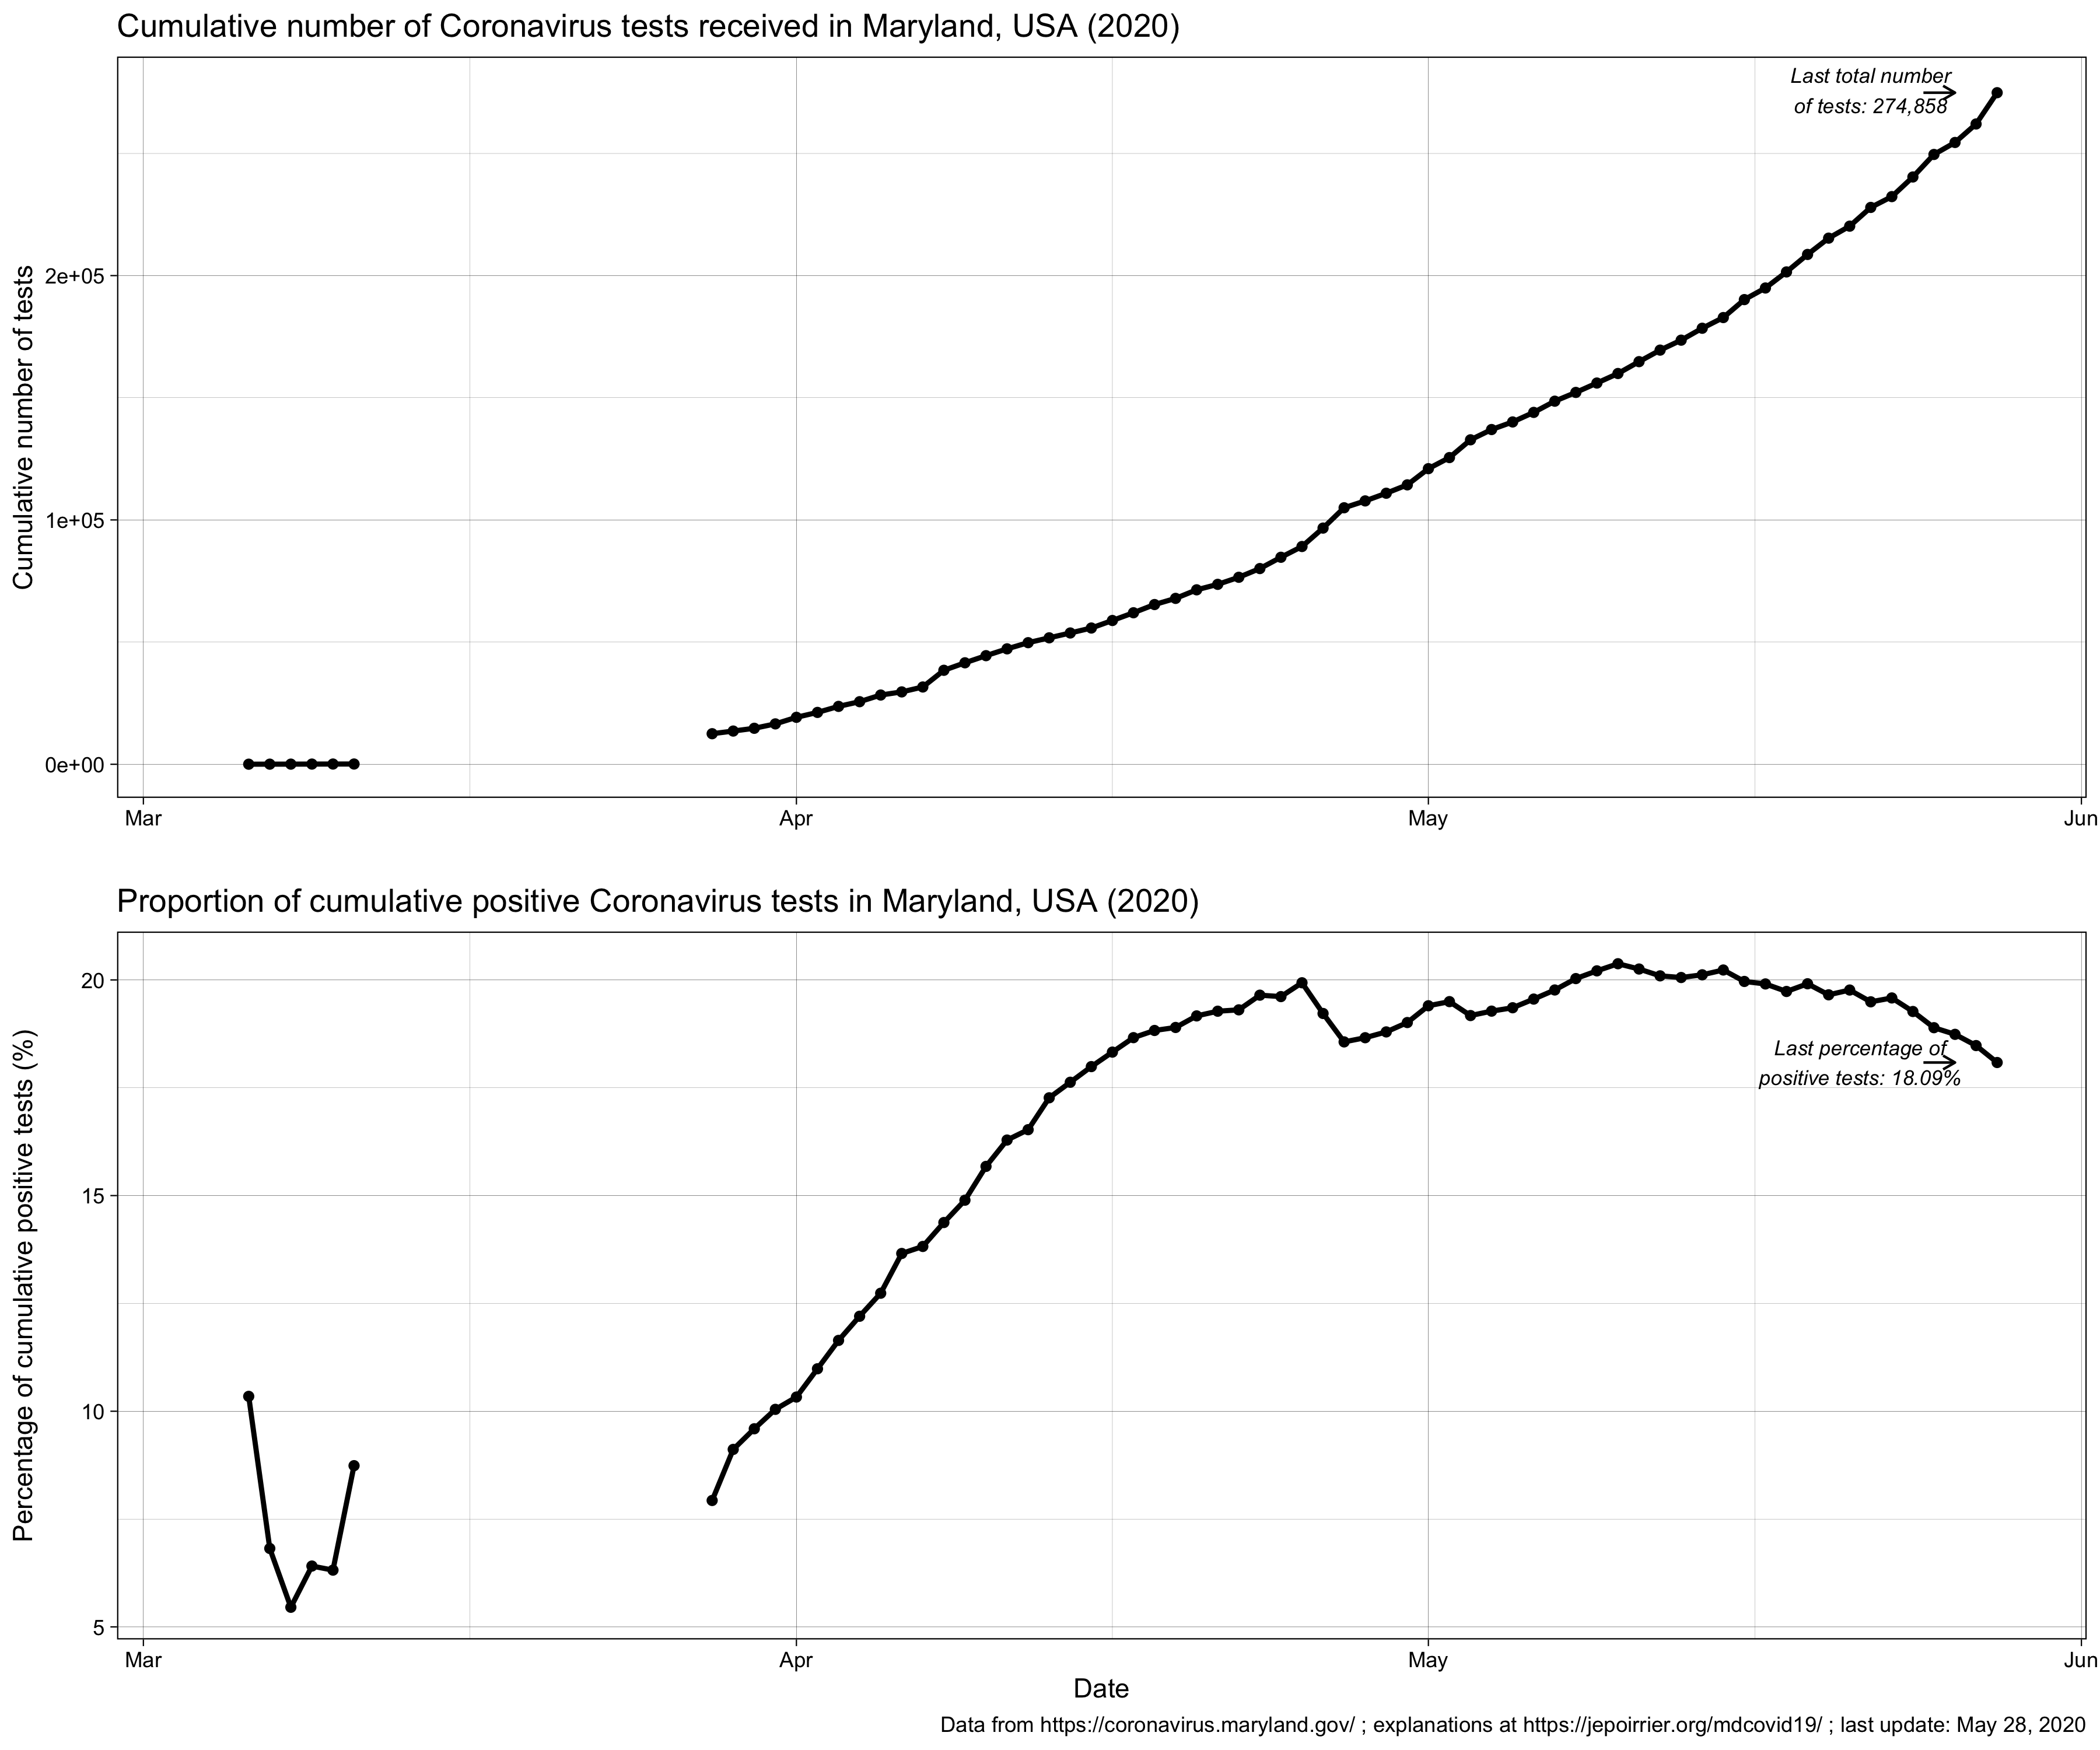 Cumulative number of Coronavirus tests received in Maryland, USA (2020)
Cumulative number of tests
2e+05
1e+05
0e+00
Last total number
of tests: 274,858
Mar
Apr
May
Jun
Proportion of cumulative positive Coronavirus tests in Maryland, USA (2020)
Percentage of cumulative positive tests (%)
20
15
10
5
Last percentage of
positive tests: 18.09%
Mar
Apr
May
Jun
Date
Data from https://coronavirus.maryland.gov/ ; explanations at https://jepoirrier.org/mdcovid19/ ; last update: May 28, 2020